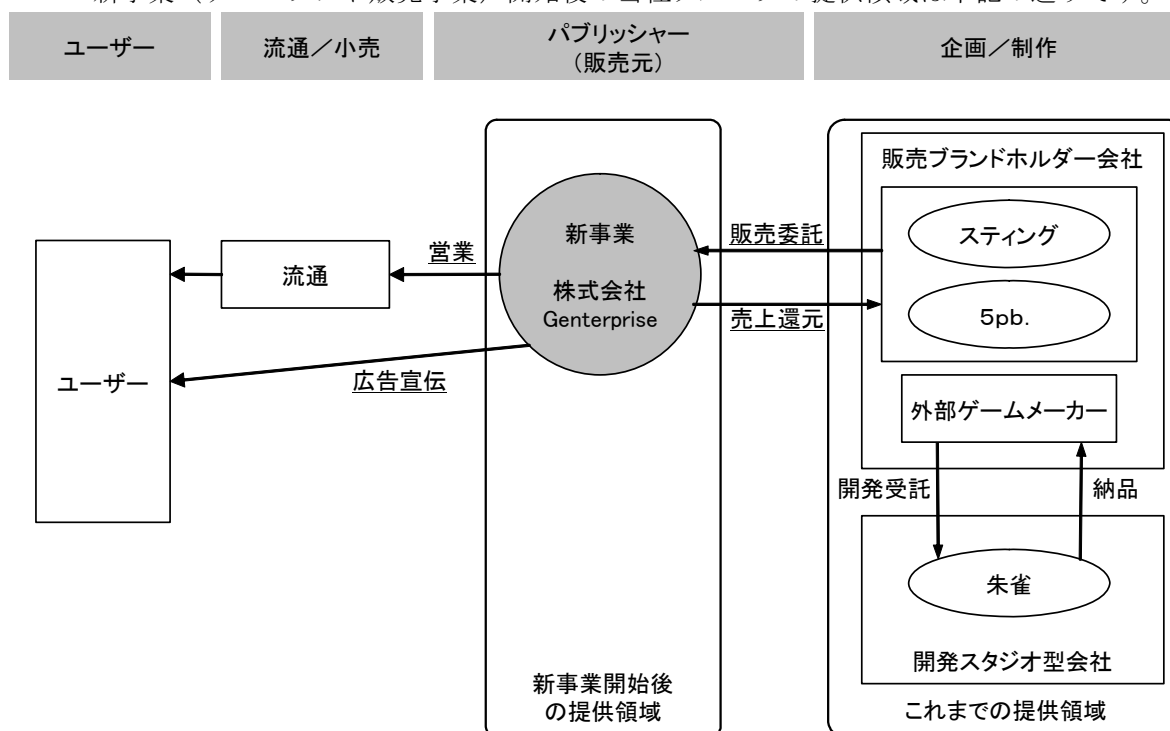 ユーザー
流通／小売
パブリッシャー
（販売元）
企画／制作
販売ブランドホルダー会社
スティング
5pb.
外部ゲームメーカー
開発受託
納品
朱雀
開発スタジオ型会社
これまでの提供領域
新事業
株式会社
Genterprise
販売委託
売上還元
営業
広告宣伝
流通
ユーザー
新事業開始後
の提供領域